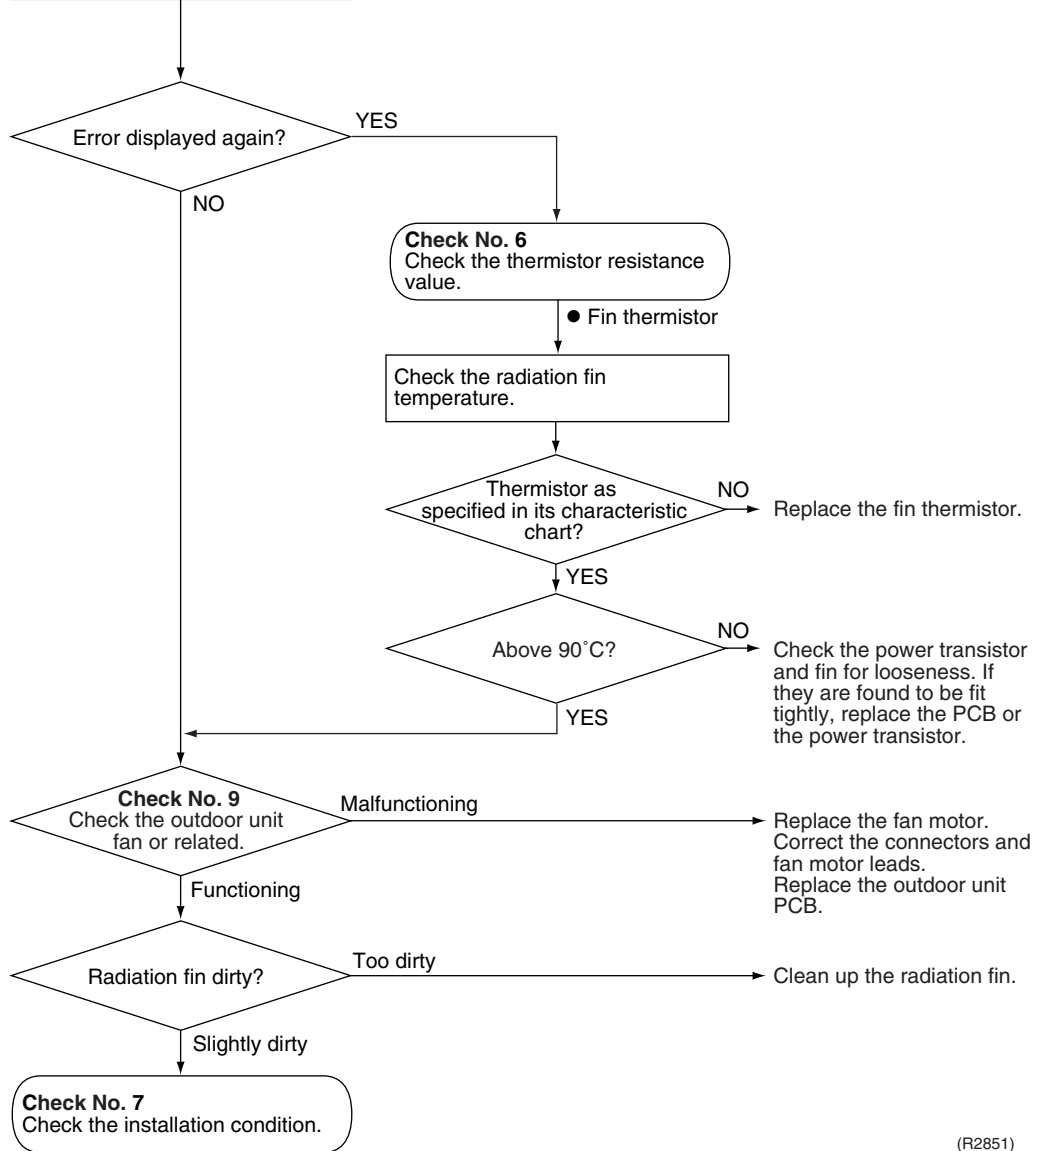 Error displayed again?
YES
NO
Check No. 6
Check the thermistor resistance
value.
● Fin thermistor
Check the radiation fin
temperature.
Thermistor as
specified in its characteristic
chart?
NO
Replace the fin thermistor.
YES
Above 90˚C?
NO
Check the power transistor
and fin for looseness. If
they are found to be fit
tightly, replace the PCB or
the power transistor.
YES
Check No. 9
Check the outdoor unit
fan or related.
Malfunctioning
Replace the fan motor.
Correct the connectors and
fan motor leads.
Replace the outdoor unit
PCB.
Functioning
Radiation fin dirty?
Too dirty
Clean up the radiation fin.
Slightly dirty
Check No. 7
Check the installation condition.
(R2851)